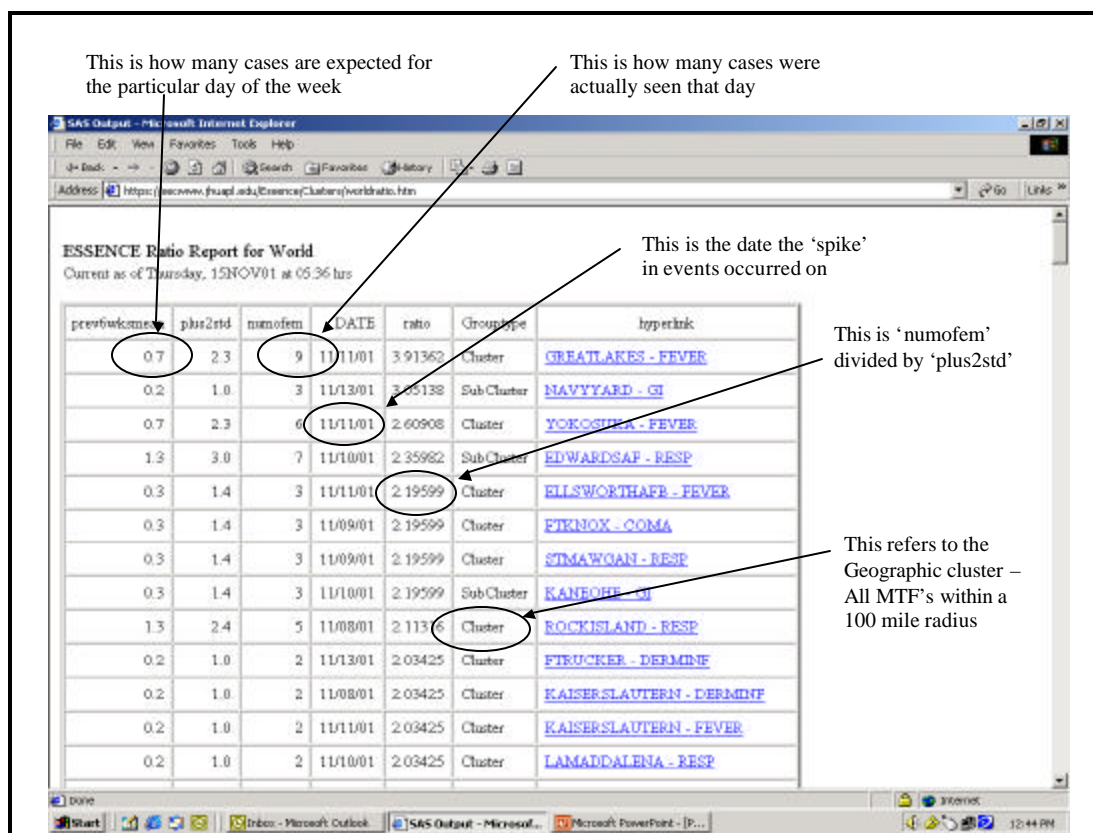 This is how many cases are expected for
the particular day of the week
This is how many cases were
actually seen that day
SAS Output - Microsoft Internet Explorer
File Edit View Favorites Tools Help
Back Search Favorites History
Address https:// /Essence/Clusters/worldratio.htm Go Links
ESSENCE Ratio Report for World
Current as of Thursday, 15NOV01 at 05:36 hrs
This is the date the ‘spike’
in events occurred on
This is ‘numofem’
divided by ‘plus2std’
This refers to the
Geographic cluster –
All MTF’s within a
100 mile radius
prev6wksmean plus2std numofem DATE ratio Grouptype hyperlink
0.7 2.3 9 11/11/01 3.91362 Cluster GREATLAKES - FEVER
0.2 1.0 3 11/13/01 3.05138 SubCluster NAVYYARD - GI
0.7 2.3 6 11/11/01 2.60908 Cluster YOKOSUKA - FEVER
1.3 3.0 7 11/10/01 2.35982 SubCluster EDWARDSAF - RESP
0.3 1.4 3 11/11/01 2.19599 Cluster ELLSWORTHAFB - FEVER
0.3 1.4 3 11/09/01 2.19599 Cluster FTKNOX - COMA
0.3 1.4 3 11/09/01 2.19599 Cluster STMAWGAN - RESP
0.3 1.4 3 11/10/01 2.19599 SubCluster KANEOHE - GI
1.3 2.4 5 11/08/01 2.11376 Cluster ROCKISLAND - RESP
0.2 1.0 2 11/13/01 2.03425 Cluster FTRUCKER - DERMINF
0.2 1.0 2 11/08/01 2.03425 Cluster KAISERSLAUTERN - DERMINF
0.2 1.0 2 11/11/01 2.03425 Cluster KAISERSLAUTERN - FEVER
0.2 1.0 2 11/10/01 2.03425 Cluster LAMADDALENA - RESP
Done Internet
Start Inbox - Microsoft Outlook SAS Output - Microsof... Microsoft PowerPoint - [P... 12:44 PM